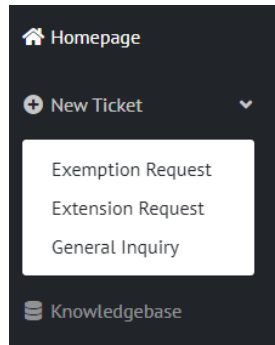 Homepage
New Ticket
Exemption Request
Extension Request
General Inquiry
Knowledgebase